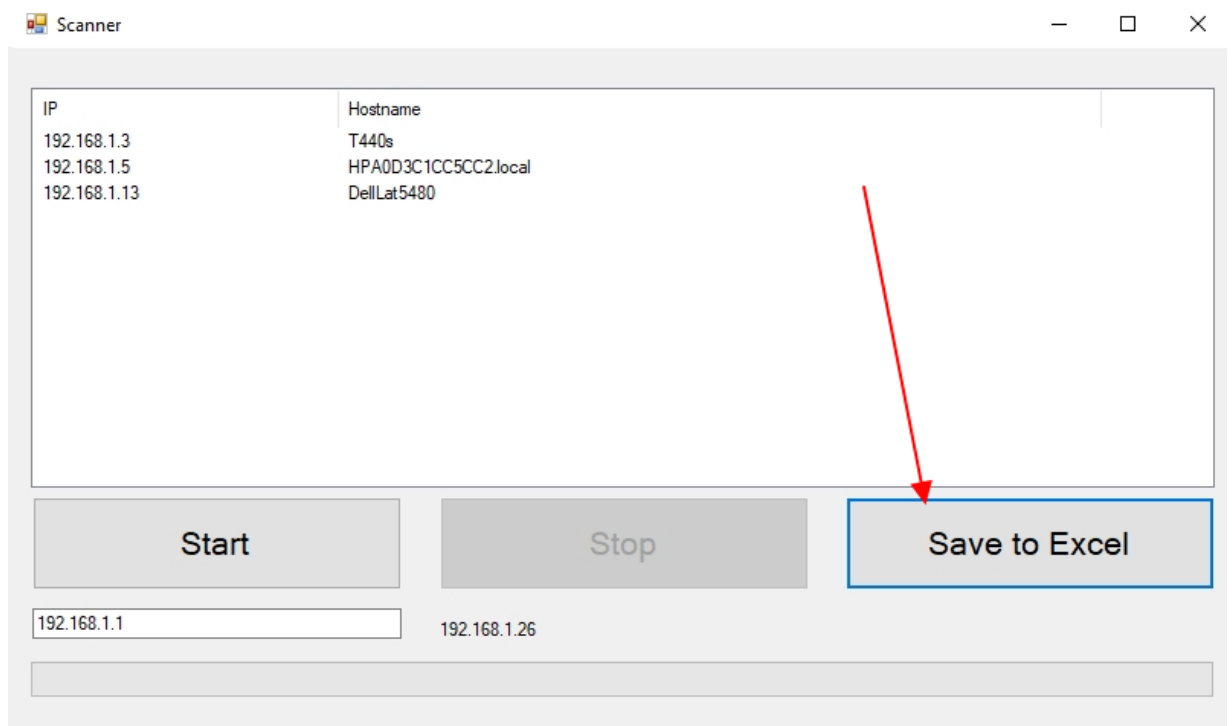 Scanner
IP Hostname
192.168.1.3 T440s
192.168.1.5 HPA0D3C1CC5CC2.local
192.168.1.13 DellLat5480
Start Stop Save to Excel
192.168.1.1 192.168.1.26